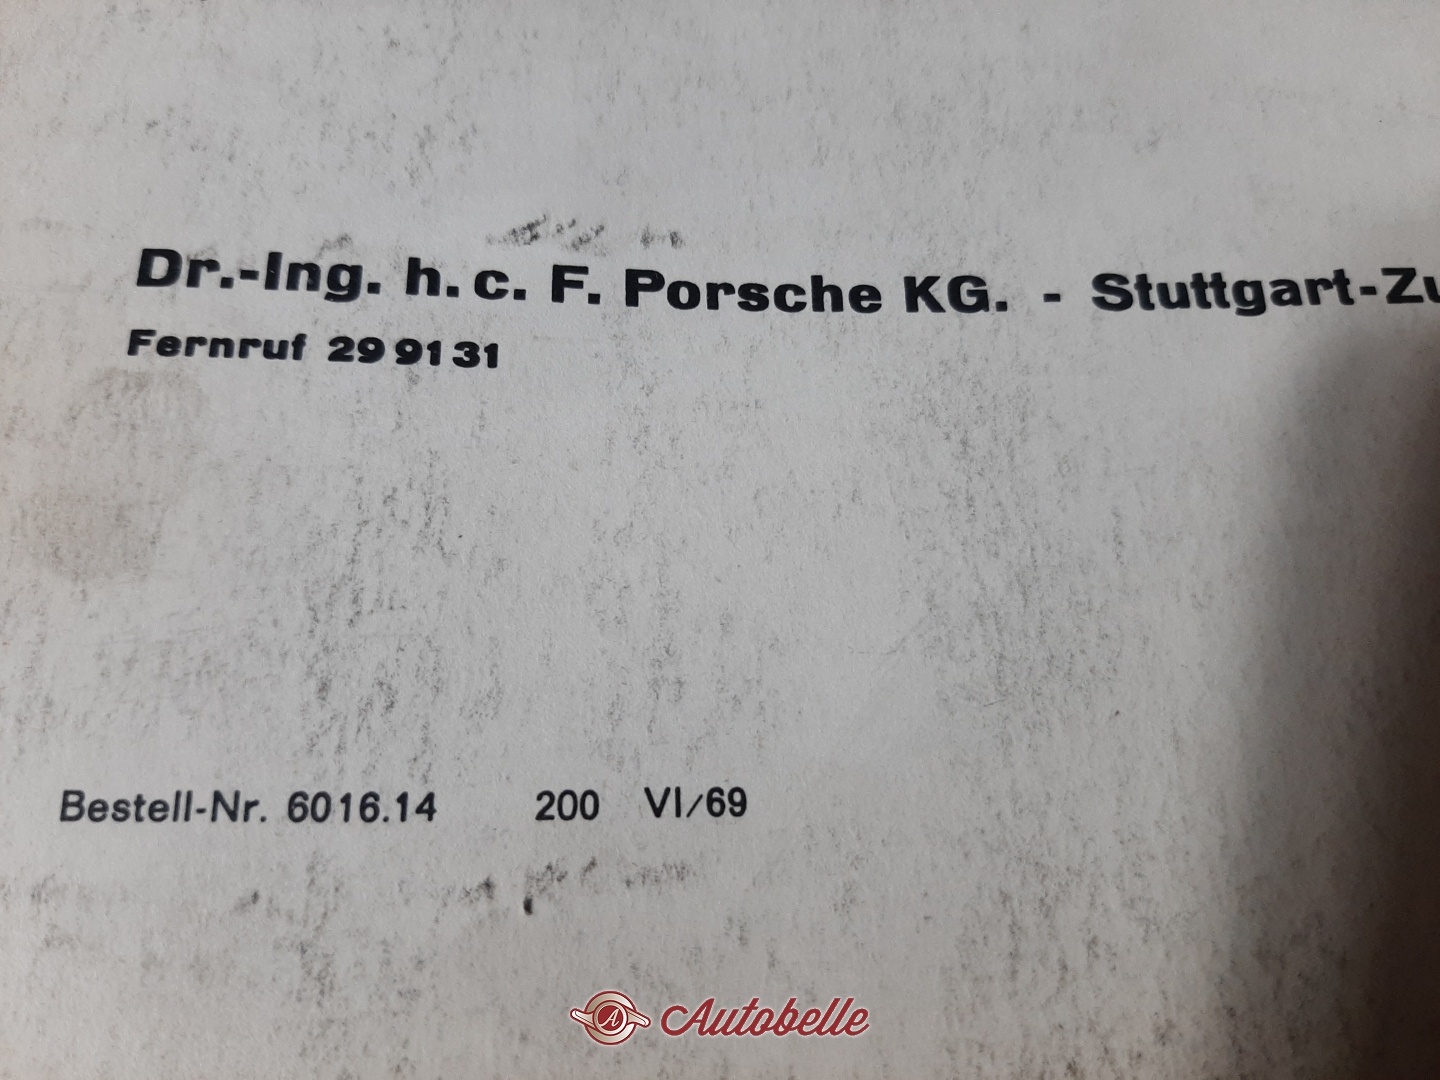 Dr.-Ing. h. c. F. Porsche KG. - Stuttgart-Zu
Fernruf 29 91 31
Bestell-Nr. 6016.14 200 VI/69
A Autobelle